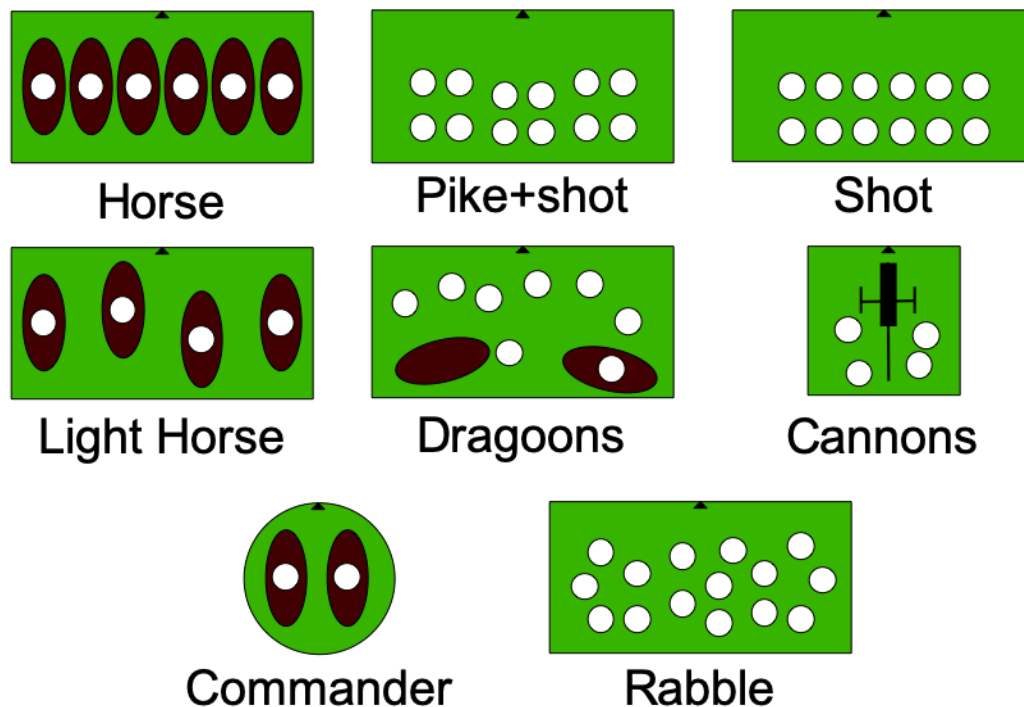 Horse
Pike+shot
Shot
Light Horse
Dragoons
Cannons
Commander
Rabble